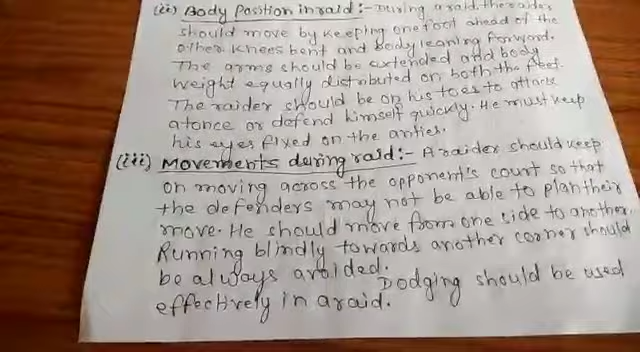 (ii) Body position in raid:- During a raid, the raider
should move by keeping one foot ahead of the
other knees bent and body leaning forward.
The arms should be extended and body
weight equally distributed on both the feet.
The raider should be on his toes to attack
atonce or defend himself quickly. He must keep
his eyes fixed on the anties.
(iii) Movements during raid:- A raider should keep
on moving across the opponent's court so that
the defenders may not be able to plan their
move. He should move from one side to another.
Running blindly towards another corner should
be always avoided.
Dodging should be used
effectively in a raid.